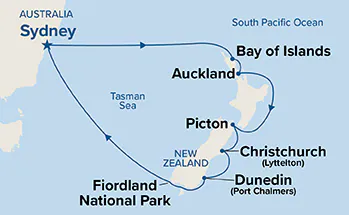 AUSTRALIA
Sydney
South Pacific Ocean
Bay of Islands
Auckland
Tasman
Sea
Picton
Christchurch
(Lyttelton)
NEW
ZEALAND
Dunedin
(Port Chalmers)
Fiordland
National Park